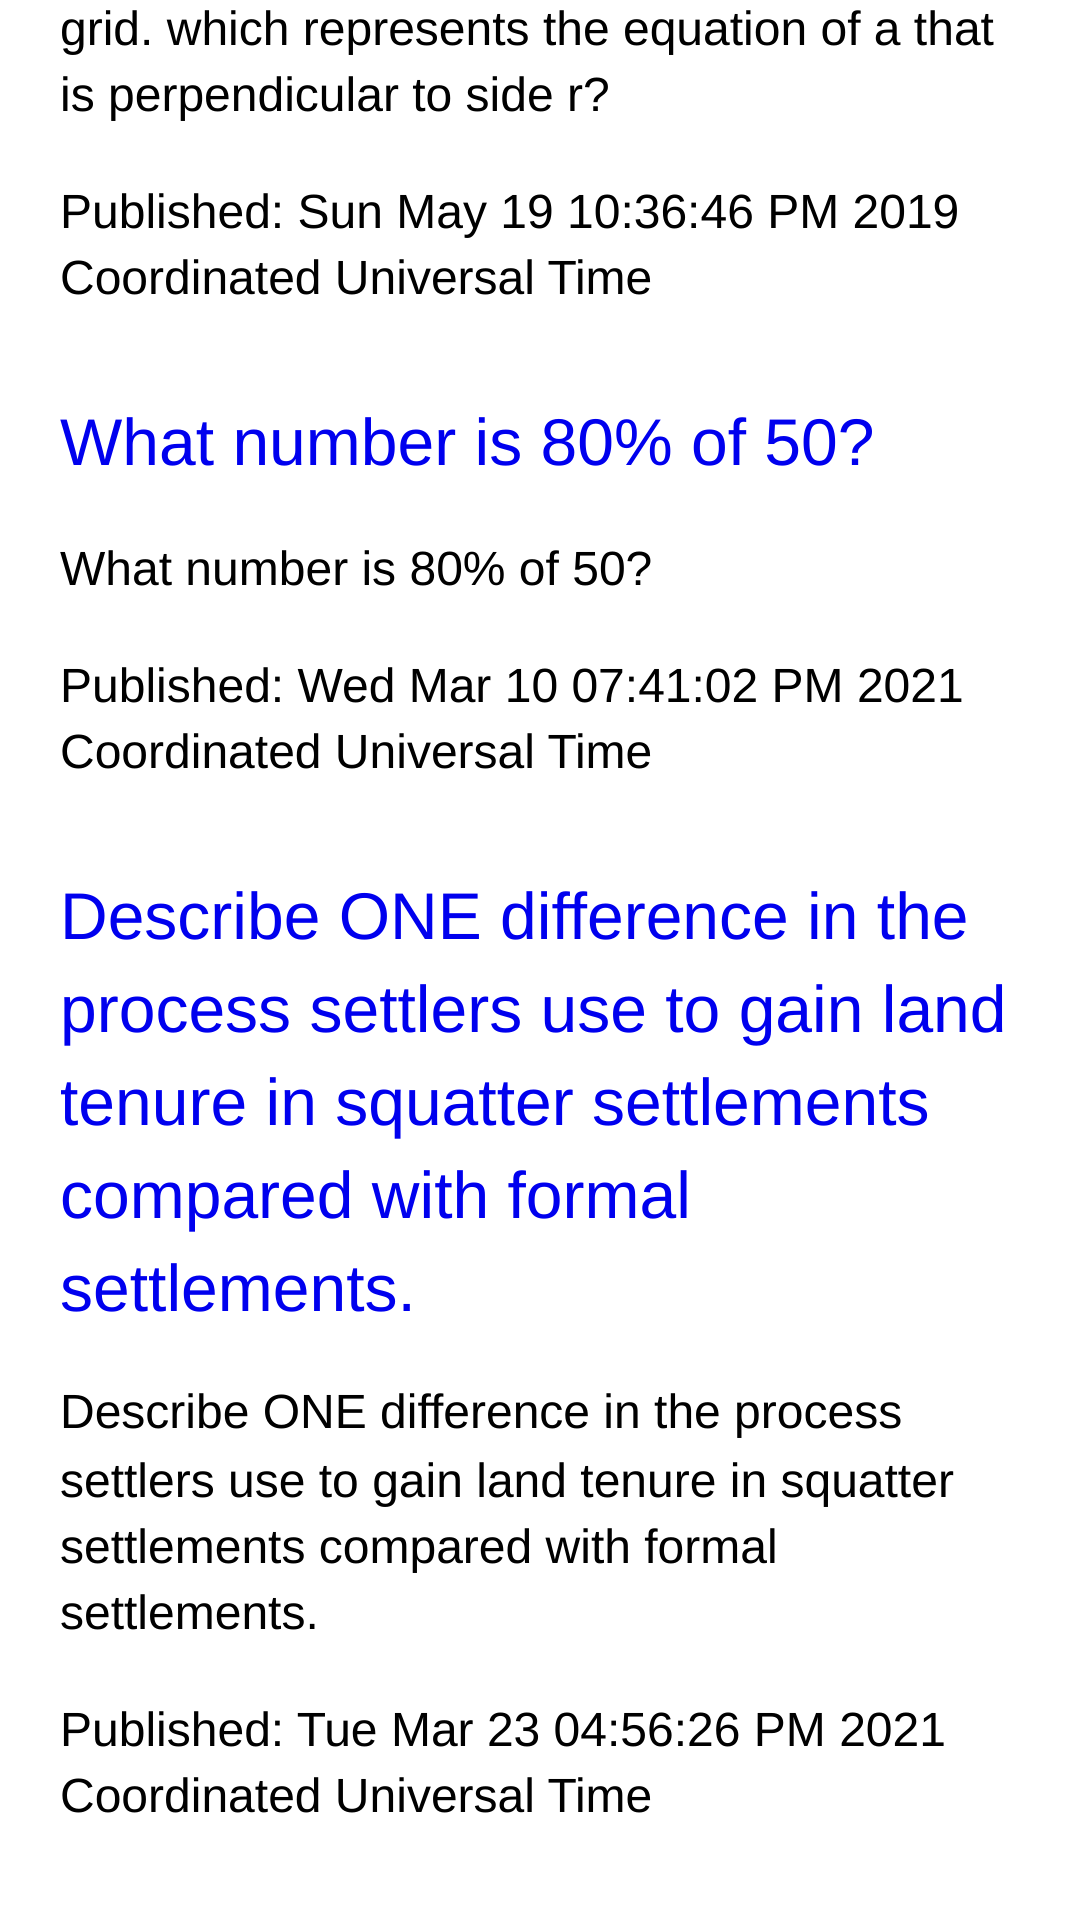 grid. which represents the equation of a that
is perpendicular to side r?
Published: Sun May 19 10:36:46 PM 2019
Coordinated Universal Time
What number is 80% of 50?
What number is 80% of 50?
Published: Wed Mar 10 07:41:02 PM 2021
Coordinated Universal Time
Describe ONE difference in the
process settlers use to gain land
tenure in squatter settlements
compared with formal
settlements.
Describe ONE difference in the process
settlers use to gain land tenure in squatter
settlements compared with formal
settlements.
Published: Tue Mar 23 04:56:26 PM 2021
Coordinated Universal Time